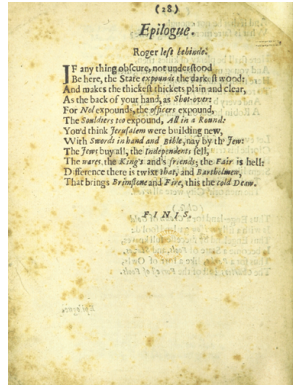 (28)
Epilogue.
Roger left behinde.
IF any thing obscure, not understood
Be here, the Stare expounds the darkest wood;
And makes the thickest thickets plain and clear,
As the back of your hand, as Shot-over:
For Nol expounds, the officers expound,
The Souldiers too expound, All in a Round:
You'd think Jerusalem were building new,
With Swords in hand and Bible, nay by th' Jew:
The Jews buy all, the Independents sell,
The wares the King's and's friends; the Fair is hell:
Difference there is twixt that, and Bartholmew,
That brings Brimstone and Fire, this the cold Dew.
FINIS.